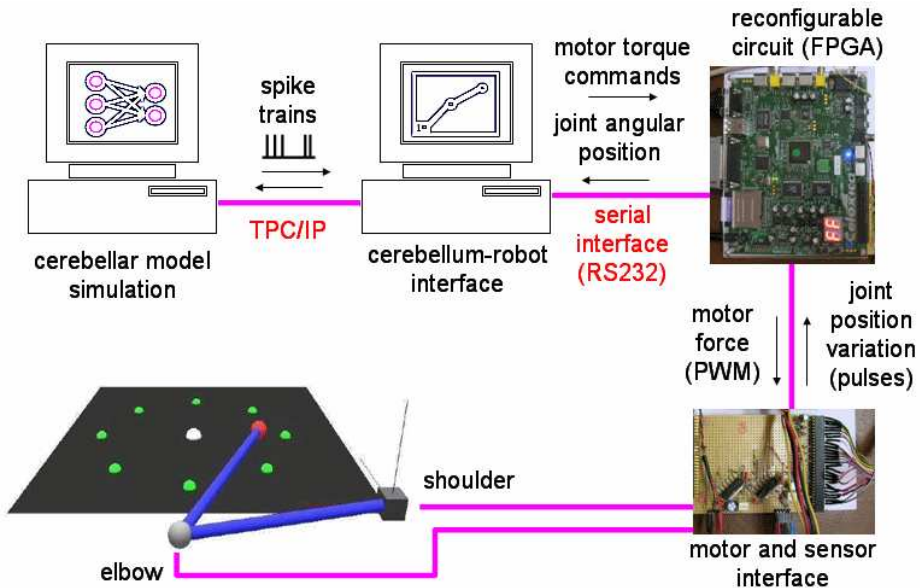 reconfigurable
circuit (FPGA)
motor torque
commands
spike
trains
joint angular
position
TPC/IP
serial
interface
(RS232)
cerebellar model
simulation
cerebellum-robot
interface
motor
force
(PWM)
joint
position
variation
(pulses)
shoulder
elbow
motor and sensor
interface